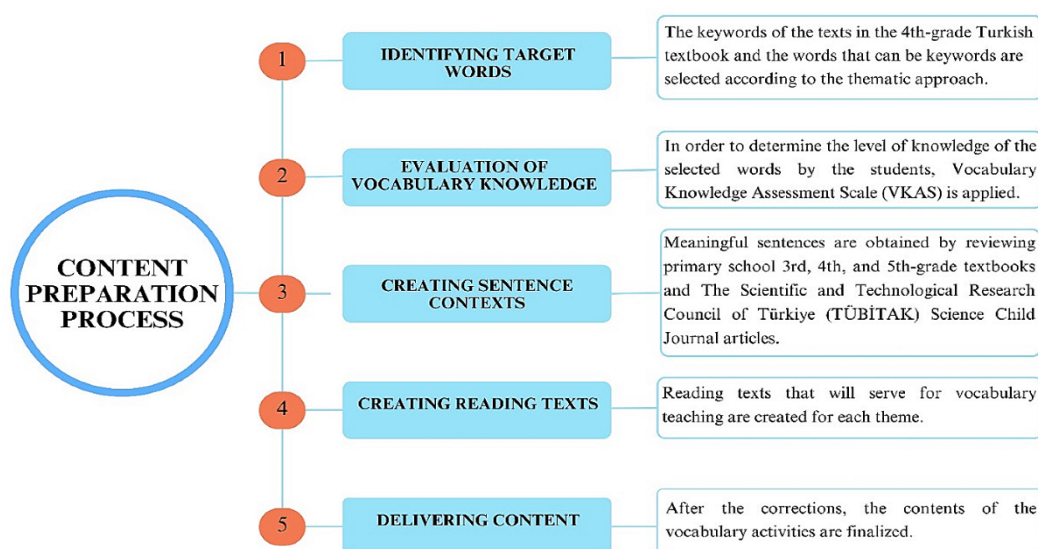 CONTENT
PREPARATION
PROCESS
1
IDENTIFYING TARGET
WORDS
The keywords of the texts in the 4th-grade Turkish
textbook and the words that can be keywords are
selected according to the thematic approach.
2
EVALUATION OF
VOCABULARY KNOWLEDGE
In order to determine the level of knowledge of the
selected words by the students, Vocabulary
Knowledge Assessment Scale (VKAS) is applied.
3
CREATING SENTENCE
CONTEXTS
Meaningful sentences are obtained by reviewing
primary school 3rd, 4th, and 5th-grade textbooks
and The Scientific and Technological Research
Council of Türkiye (TÜBİTAK) Science Child
Journal articles.
4
CREATING READING TEXTS
Reading texts that will serve for vocabulary
teaching are created for each theme.
5
DELIVERING CONTENT
After the corrections, the contents of the
vocabulary activities are finalized.